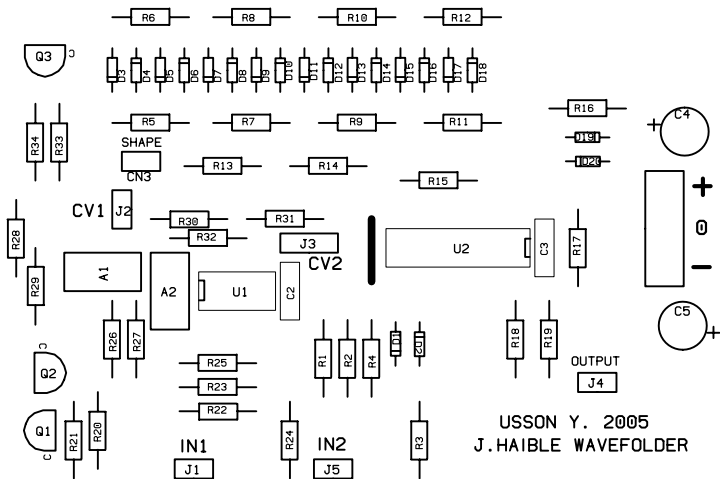 R6 R8 R10 R12
Q3 C
D3 D4 D5 D6 D7 D8 D9 D10 D11 D12 D13 D14 D15 D16 D17 D18
R16
C4
+
R5 R7 R9 R11
D19
R34 R33
SHAPE
D20
CN3
R13 R14
R15
+
CV1 J2
0
R28
R30 R31
R32
J3
CV2
U2 C3 R17
−
A1
R29
A2 U1 C2
C5
+
R26 R27
R1 R2 R4 D1 D2
R18 R19
C
Q2
R25
OUTPUT
J4
R23
R22
Q1
C
R21 R20
R24 R3
USSON Y. 2005
J.HAIBLE WAVEFOLDER
IN1 IN2
J1 J5